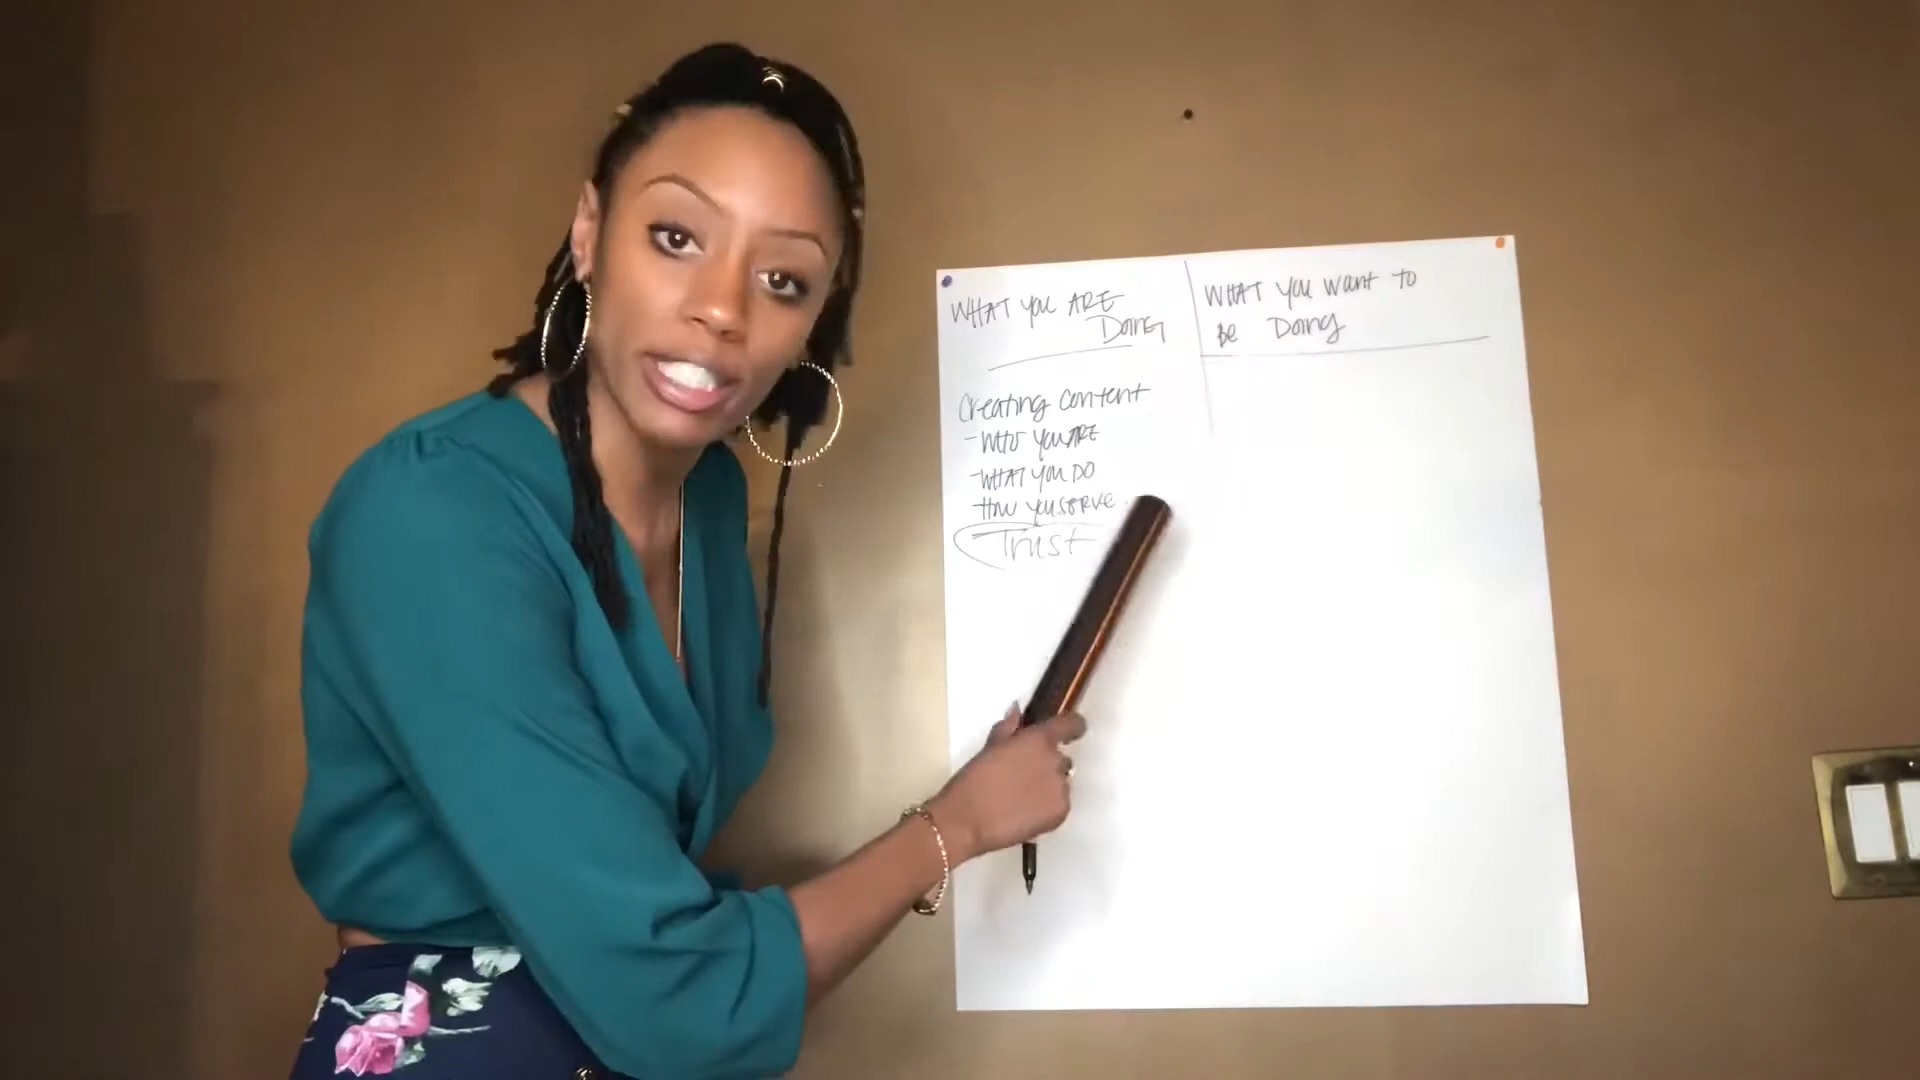 WHAT YOU ARE
DOING
Creating Content
- WHO YOU ARE
- WHAT YOU DO
- How you SERVE
Trust
WHAT YOU Want To
Be Doing